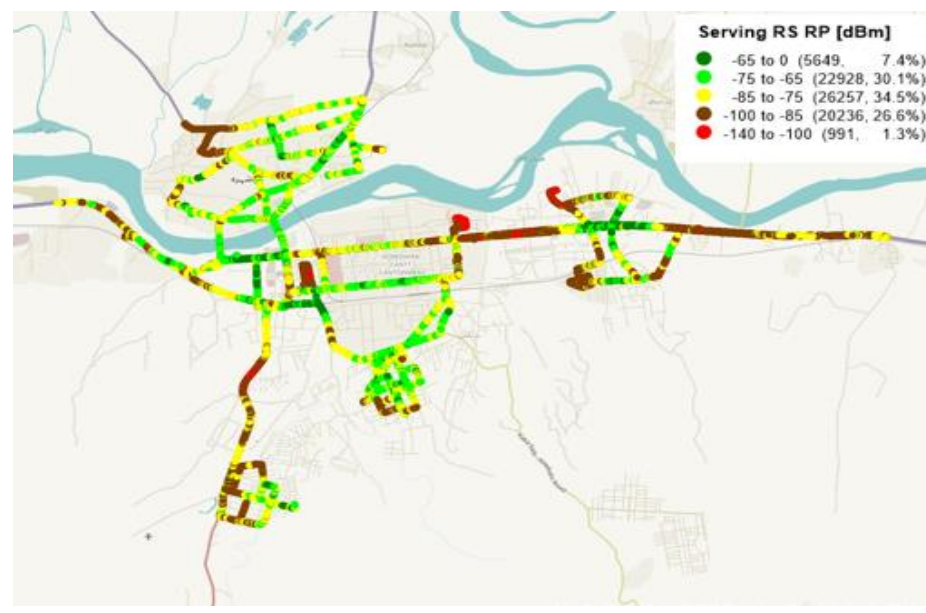 Serving RS RP [dBm]
-65 to 0 (5649, 7.4%)
-75 to -65 (22928, 30.1%)
-85 to -75 (26257, 34.5%)
-100 to -85 (20236, 26.6%)
-140 to -100 (991, 1.3%)